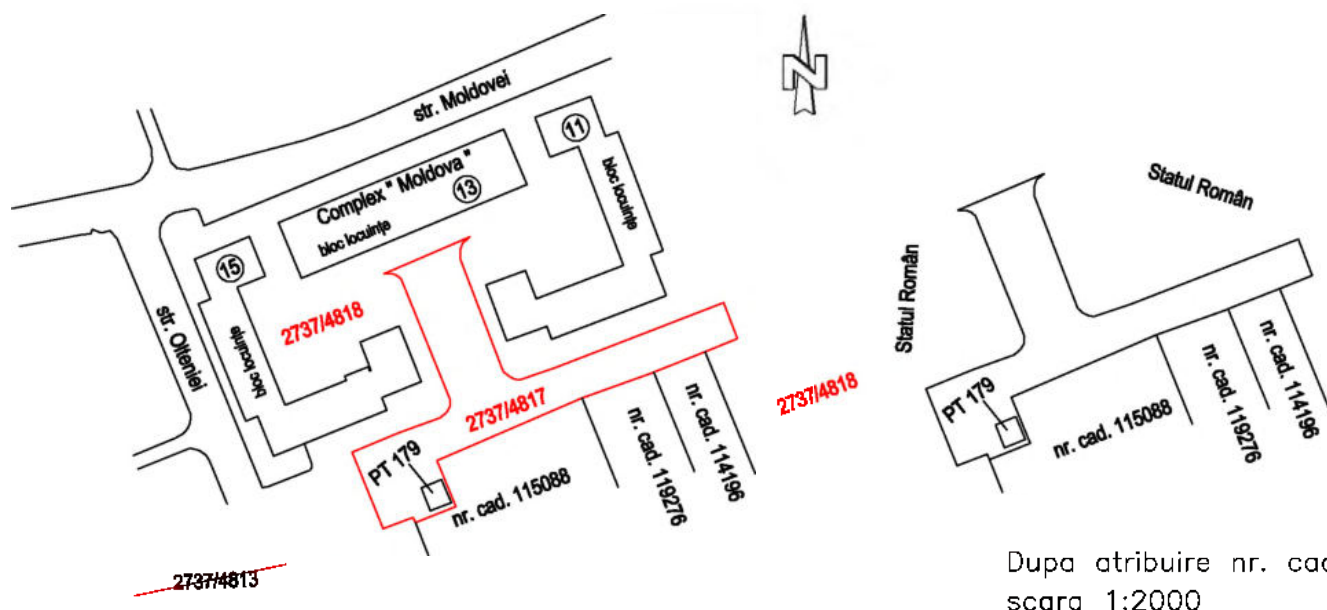 str. Moldovei
N
11
bloc locuințe
Complex " Moldova "
13
bloc locuințe
15
bloc locuințe
str. Olteniei
2737/4818
2737/4817
PT 179
nr. cad. 115088
nr. cad. 119276
nr. cad. 114196
2737/4813
2737/4818
Statul Român
Statul Român
PT 179
nr. cad. 115088
nr. cad. 119276
nr. cad. 114196
Dupa atribuire nr. cad
scara 1:2000